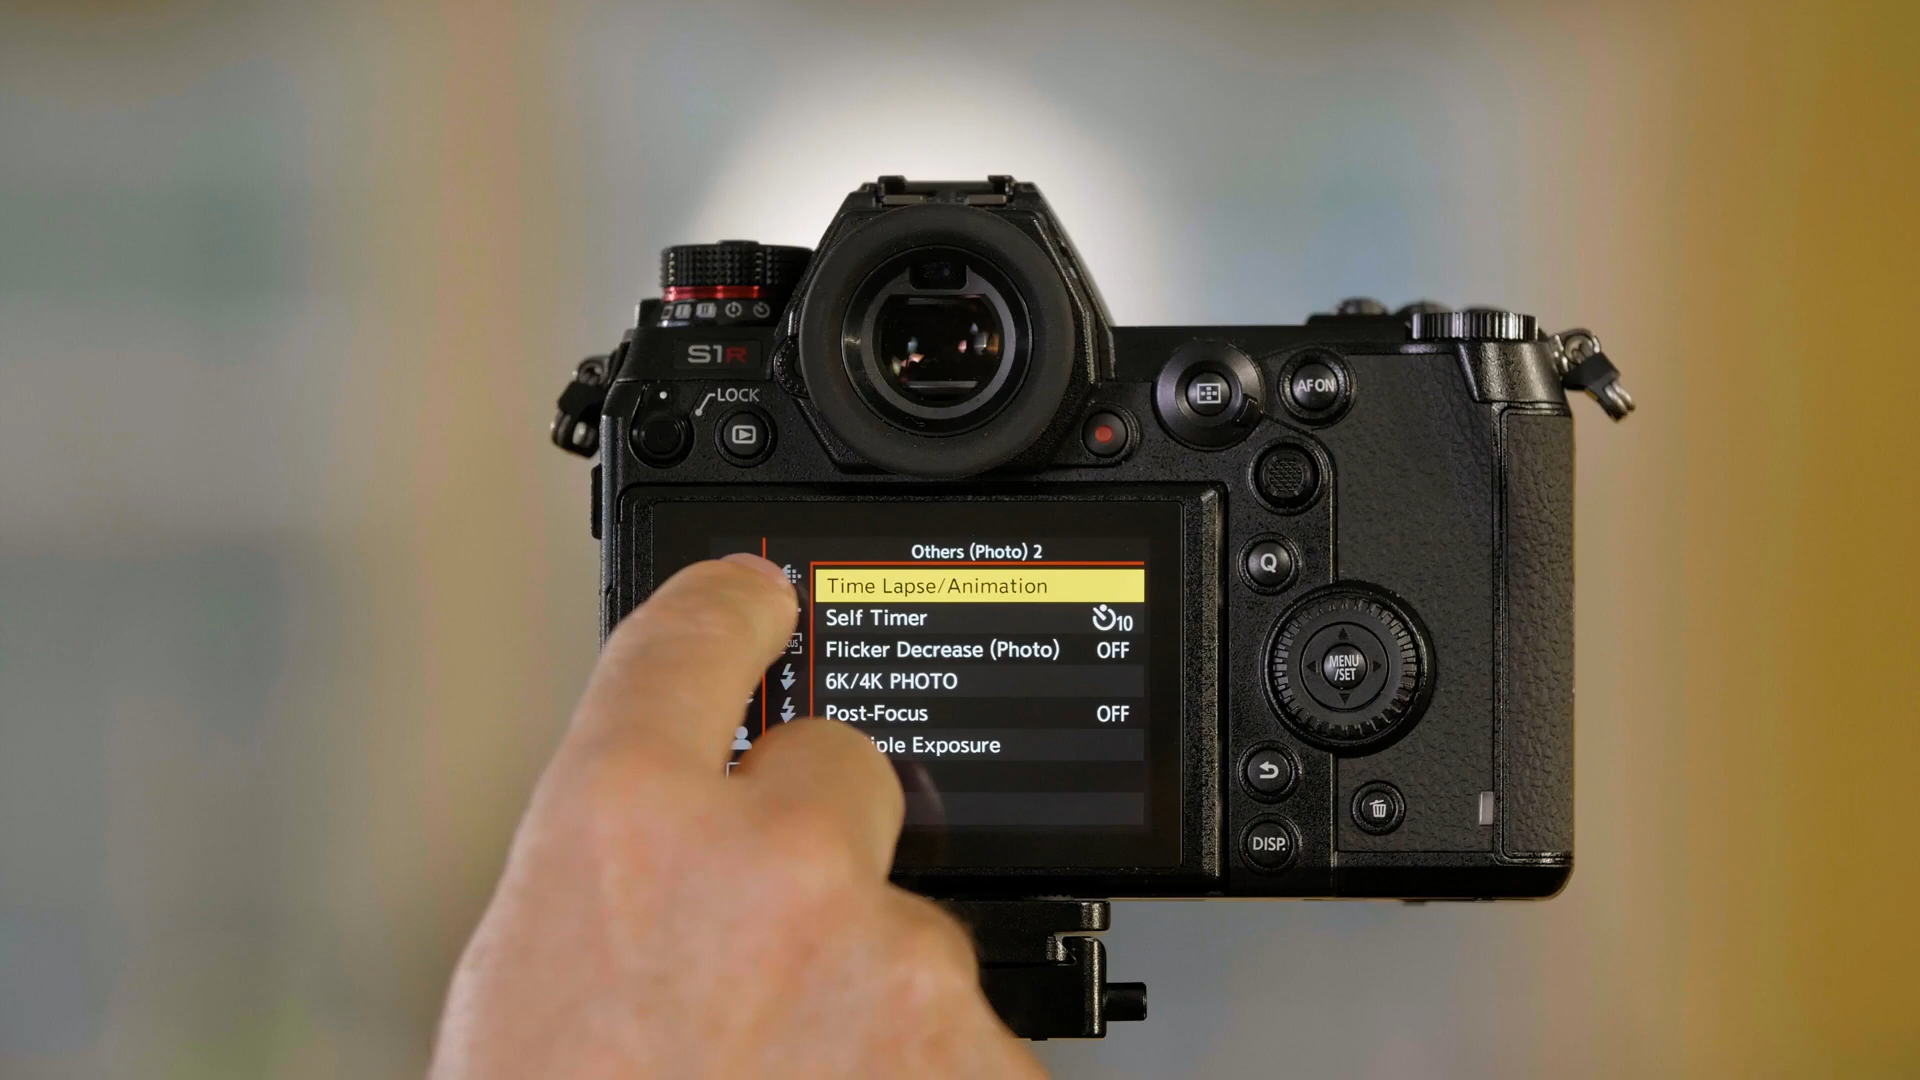 S1R
LOCK
AF ON
Others (Photo) 2
Time Lapse/Animation
Self Timer 10
Flicker Decrease (Photo) OFF
6K/4K PHOTO
Post-Focus OFF
Exposure
Q
MENU
/SET
DISP.